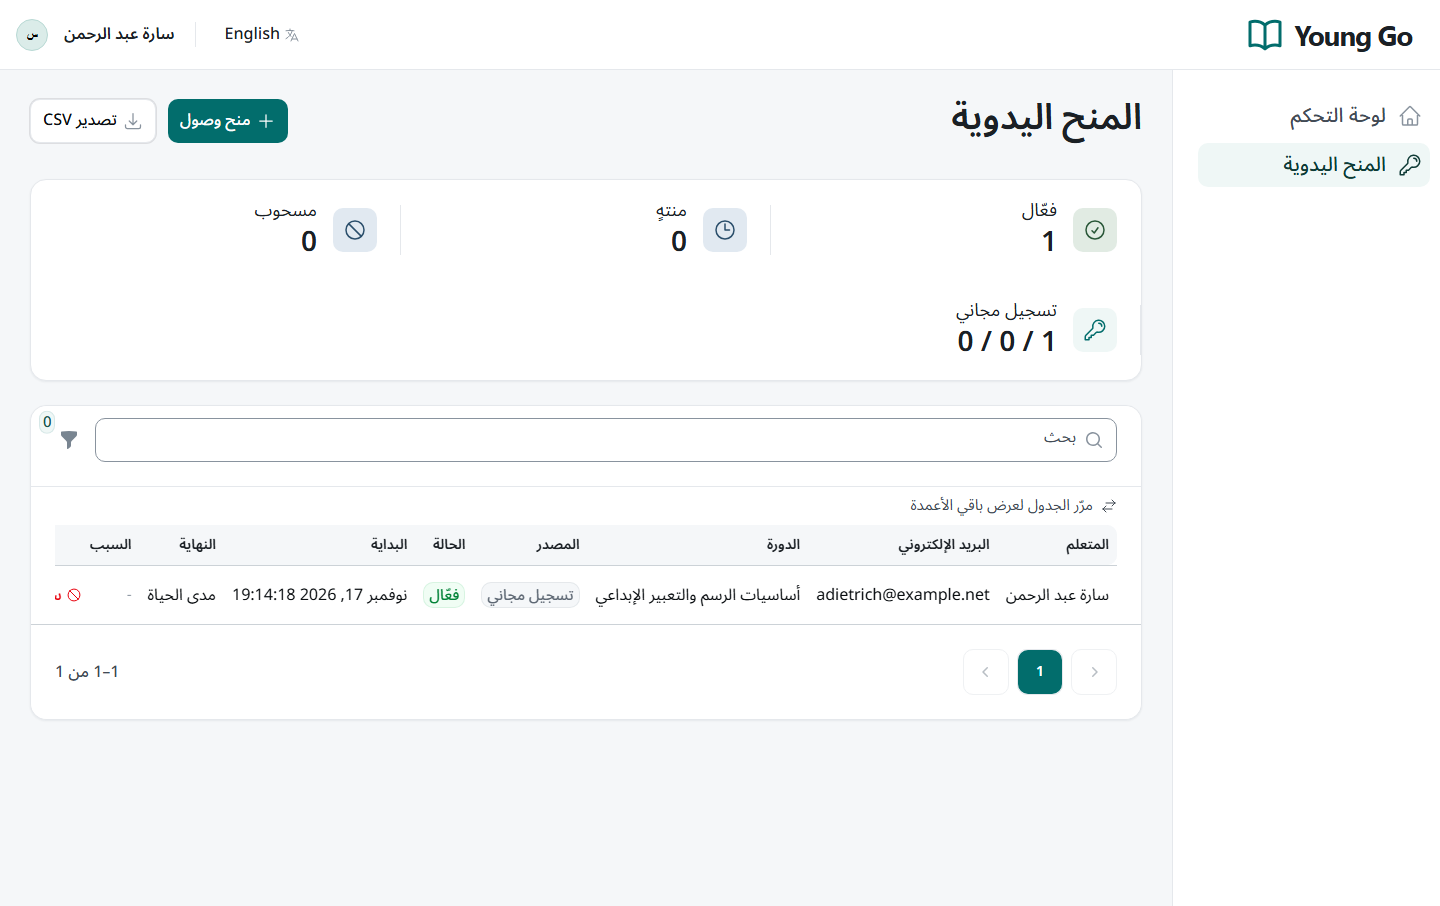 Young Go
English
سارة عبد الرحمن
س
لوحة التحكم
المنح اليدوية
المنح اليدوية
منح وصول
تصدير CSV
فعّال
1
منتهٍ
0
مسحوب
0
تسجيل مجاني
1 / 0 / 0
بحث
0
مرّر الجدول لعرض باقي الأعمدة
المتعلم البريد الإلكتروني الدورة المصدر الحالة البداية النهاية السبب
سارة عبد الرحمن adietrich@example.net أساسيات الرسم والتعبير الإبداعي تسجيل مجاني فعّال نوفمبر 17, 2026 19:14:18 مدى الحياة -
1
1–1 من 1